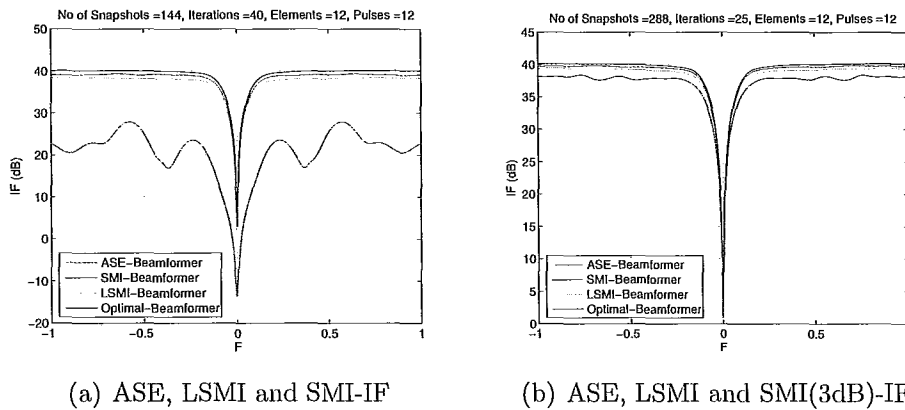 No of Snapshots =144, Iterations =40, Elements =12, Pulses =12
50
40
30
20
10
0
-10
-20
IF (dB)
ASE-Beamformer
SMI-Beamformer
LSMI-Beamformer
Optimal-Beamformer
-1
-0.5
0
0.5
1
F
(a) ASE, LSMI and SMI-IF
No of Snapshots =288, Iterations =25, Elements =12, Pulses =12
45
40
35
30
25
20
15
10
5
0
IF (dB)
ASE-Beamformer
SMI-Beamformer
LSMI-Beamformer
Optimal-Beamformer
-1
-0.5
0
0.5
F
(b) ASE, LSMI and SMI(3dB)-IF